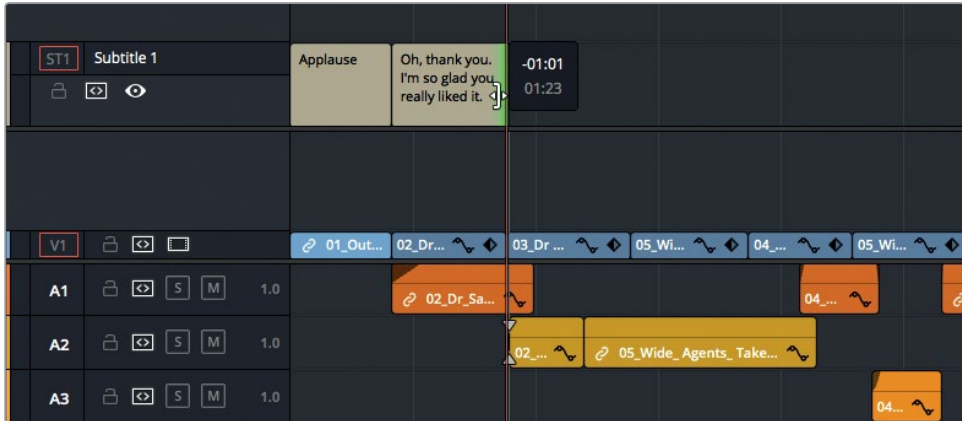 ST1 Subtitle 1
Applause
Oh, thank you.
I'm so glad you
really liked it.
-01:01
01:23
V1
01_Out...
02_Dr...
03_Dr ...
05_Wi...
04_...
05_Wi...
A1 S M 1.0
02_Dr_Sa...
04_...
A2 S M 1.0
02_...
05_Wide_ Agents_ Take...
A3 S M 1.0
04...